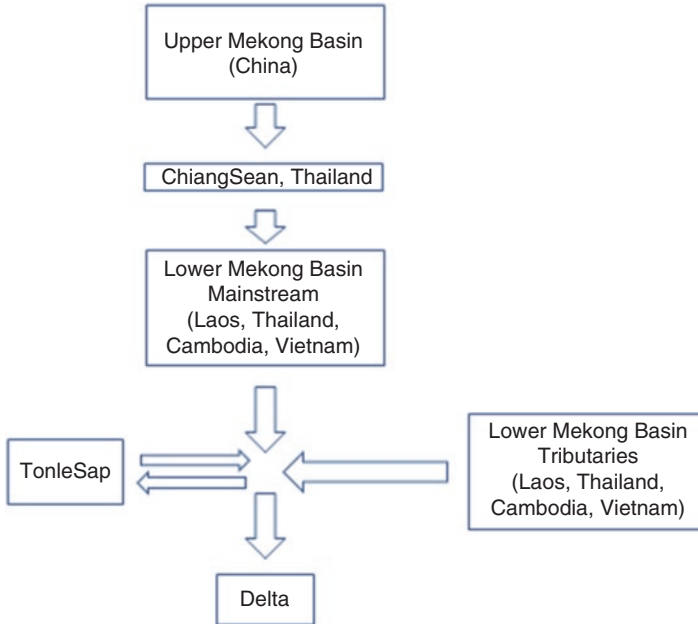 Upper Mekong Basin
(China)
ChiangSean, Thailand
Lower Mekong Basin
Mainstream
(Laos, Thailand,
Cambodia, Vietnam)
TonleSap
Lower Mekong Basin
Tributaries
(Laos, Thailand,
Cambodia, Vietnam)
Delta